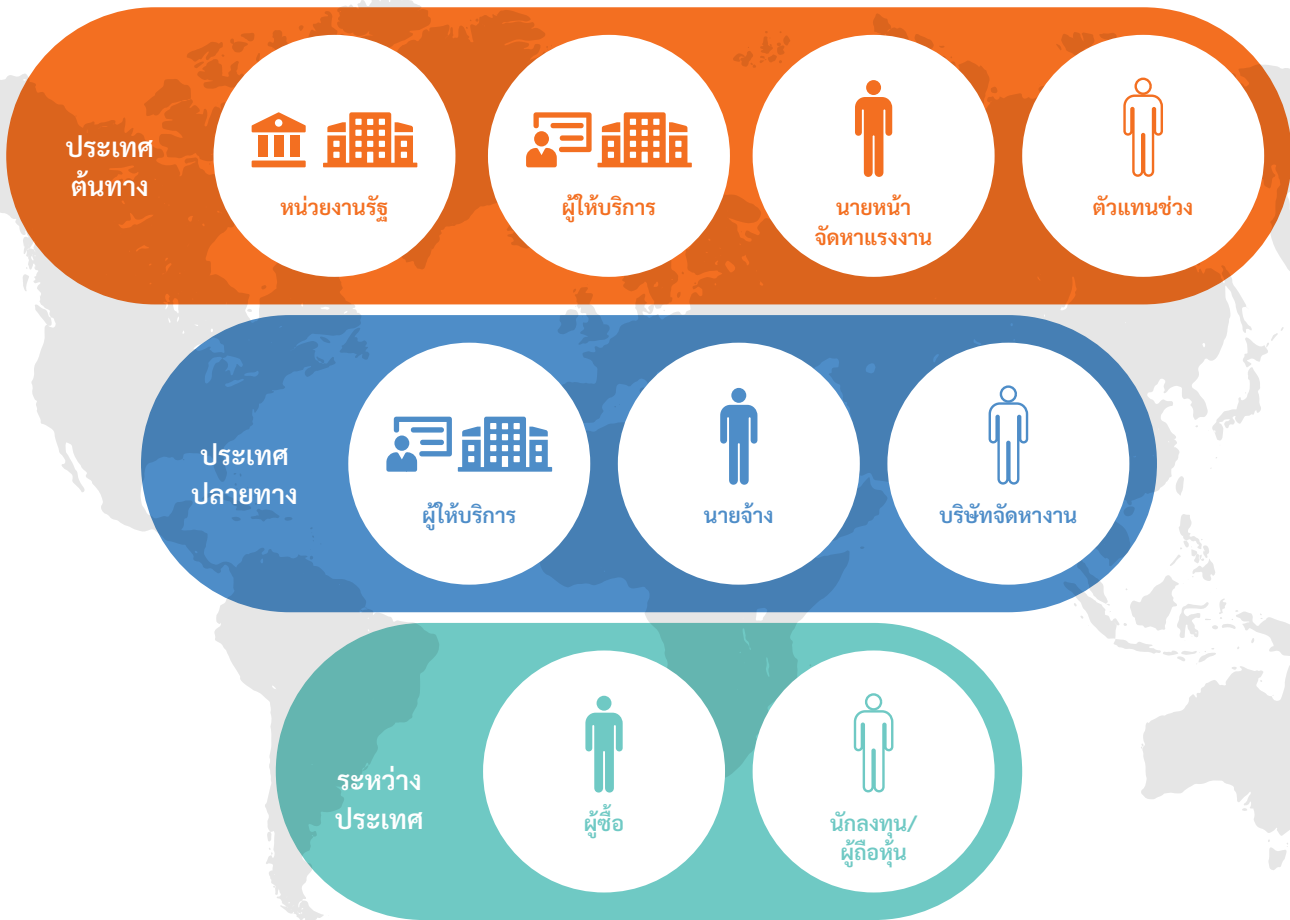 ประเทศ
ต้นทาง
หน่วยงานรัฐ
ผู้ให้บริการ
นายหน้า
จัดหาแรงงาน
ตัวแทนช่วง
ประเทศ
ปลายทาง
ผู้ให้บริการ
นายจ้าง
บริษัทจัดหางาน
ระหว่าง
ประเทศ
ผู้ซื้อ
นักลงทุน/
ผู้ถือหุ้น